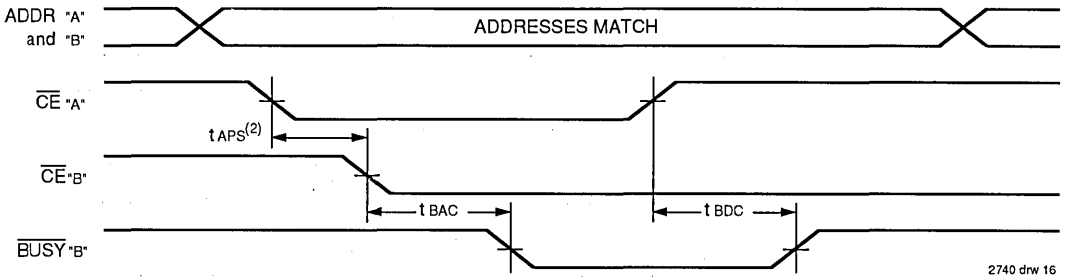 ADDR "A"
and "B"
ADDRESSES MATCH
CE "A"
tAPS(2)
CE "B"
tBAC
tBDC
BUSY "B"
2740 drw 16